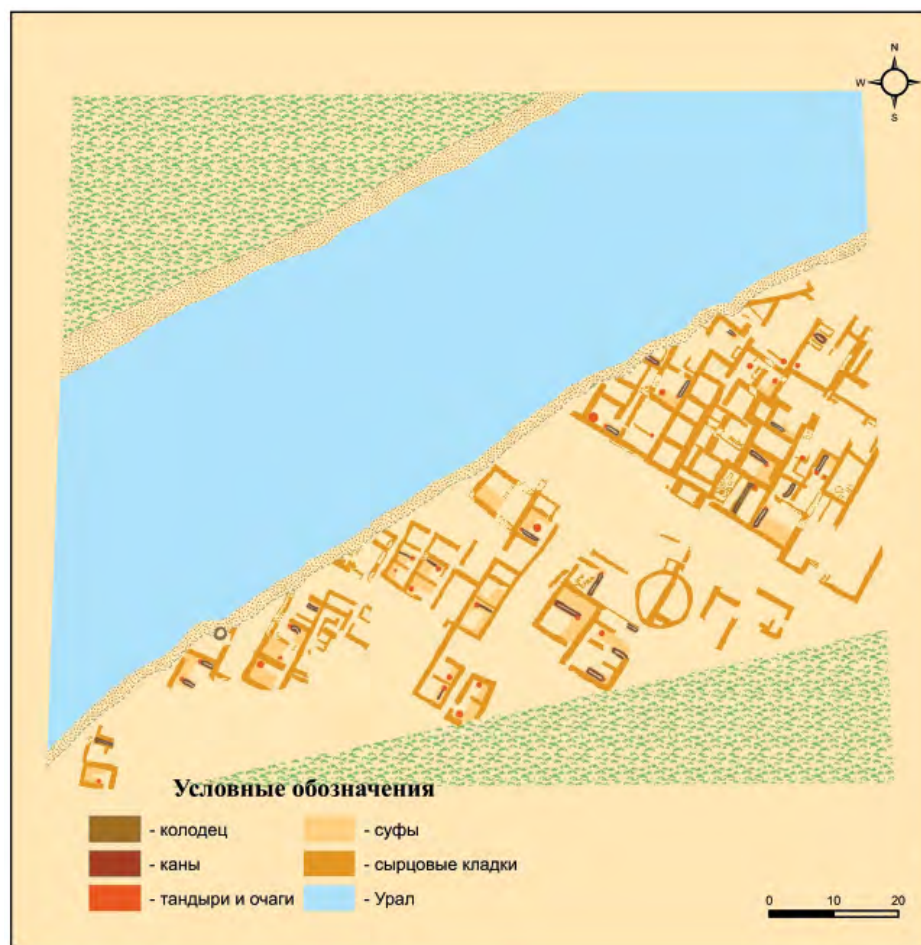 N
W
S
Условные обозначения
- колодец
- суфы
- каны
- сырцовые кладки
- тандыри и очаги
- Урал
0 10 20